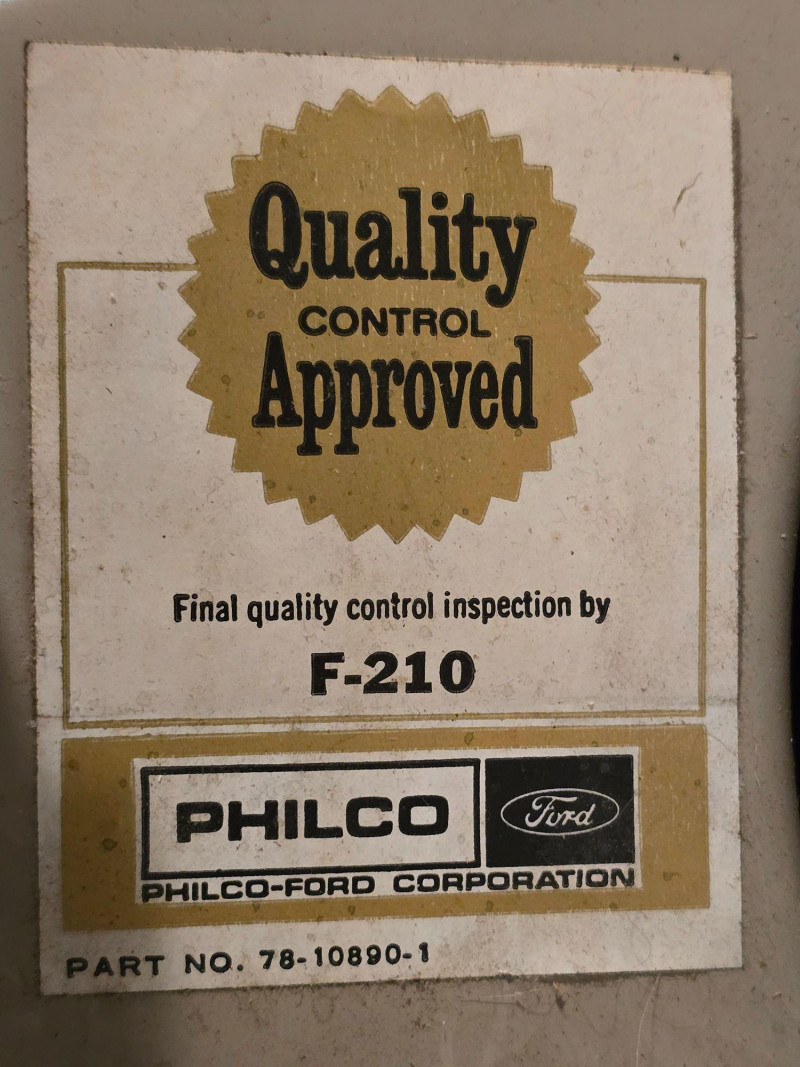 Quality
CONTROL
Approved
Final quality control inspection by
F-210
PHILCO
Ford
PHILCO-FORD CORPORATION
PART NO. 78-10890-1